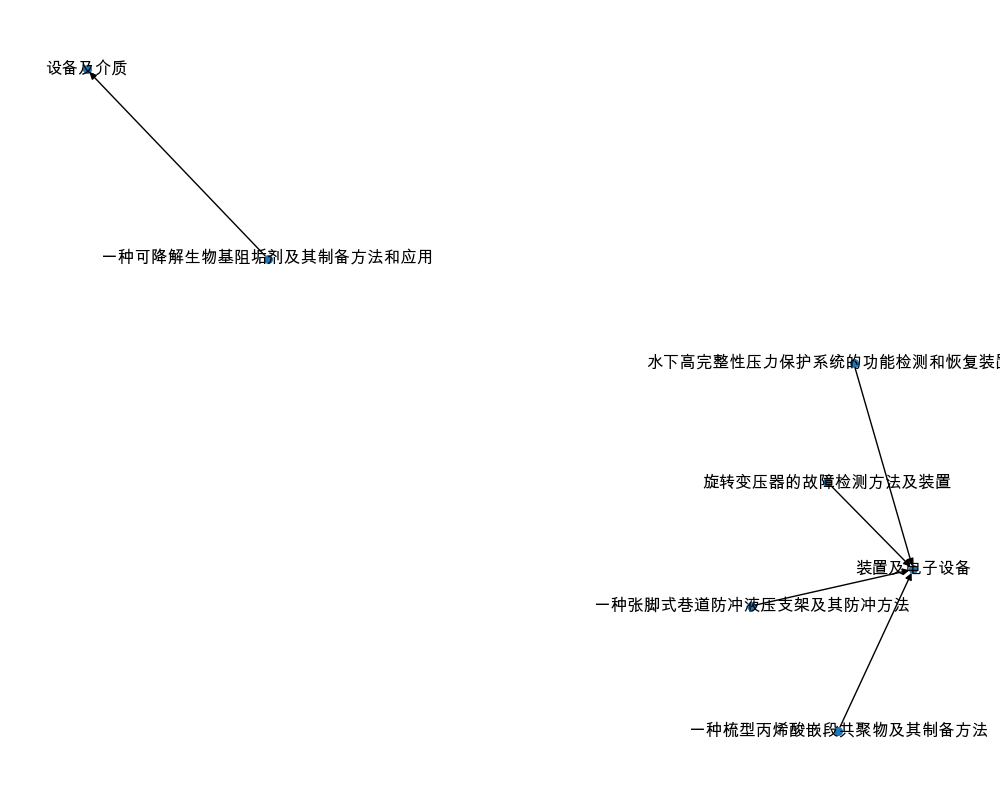 设备及介质
一种可降解生物基阻垢剂及其制备方法和应用
水下高完整性压力保护系统的功能检测和恢复装置
旋转变压器的故障检测方法及装置
装置及电子设备
一种张脚式巷道防冲液压支架及其防冲方法
一种梳型丙烯酸嵌段共聚物及其制备方法